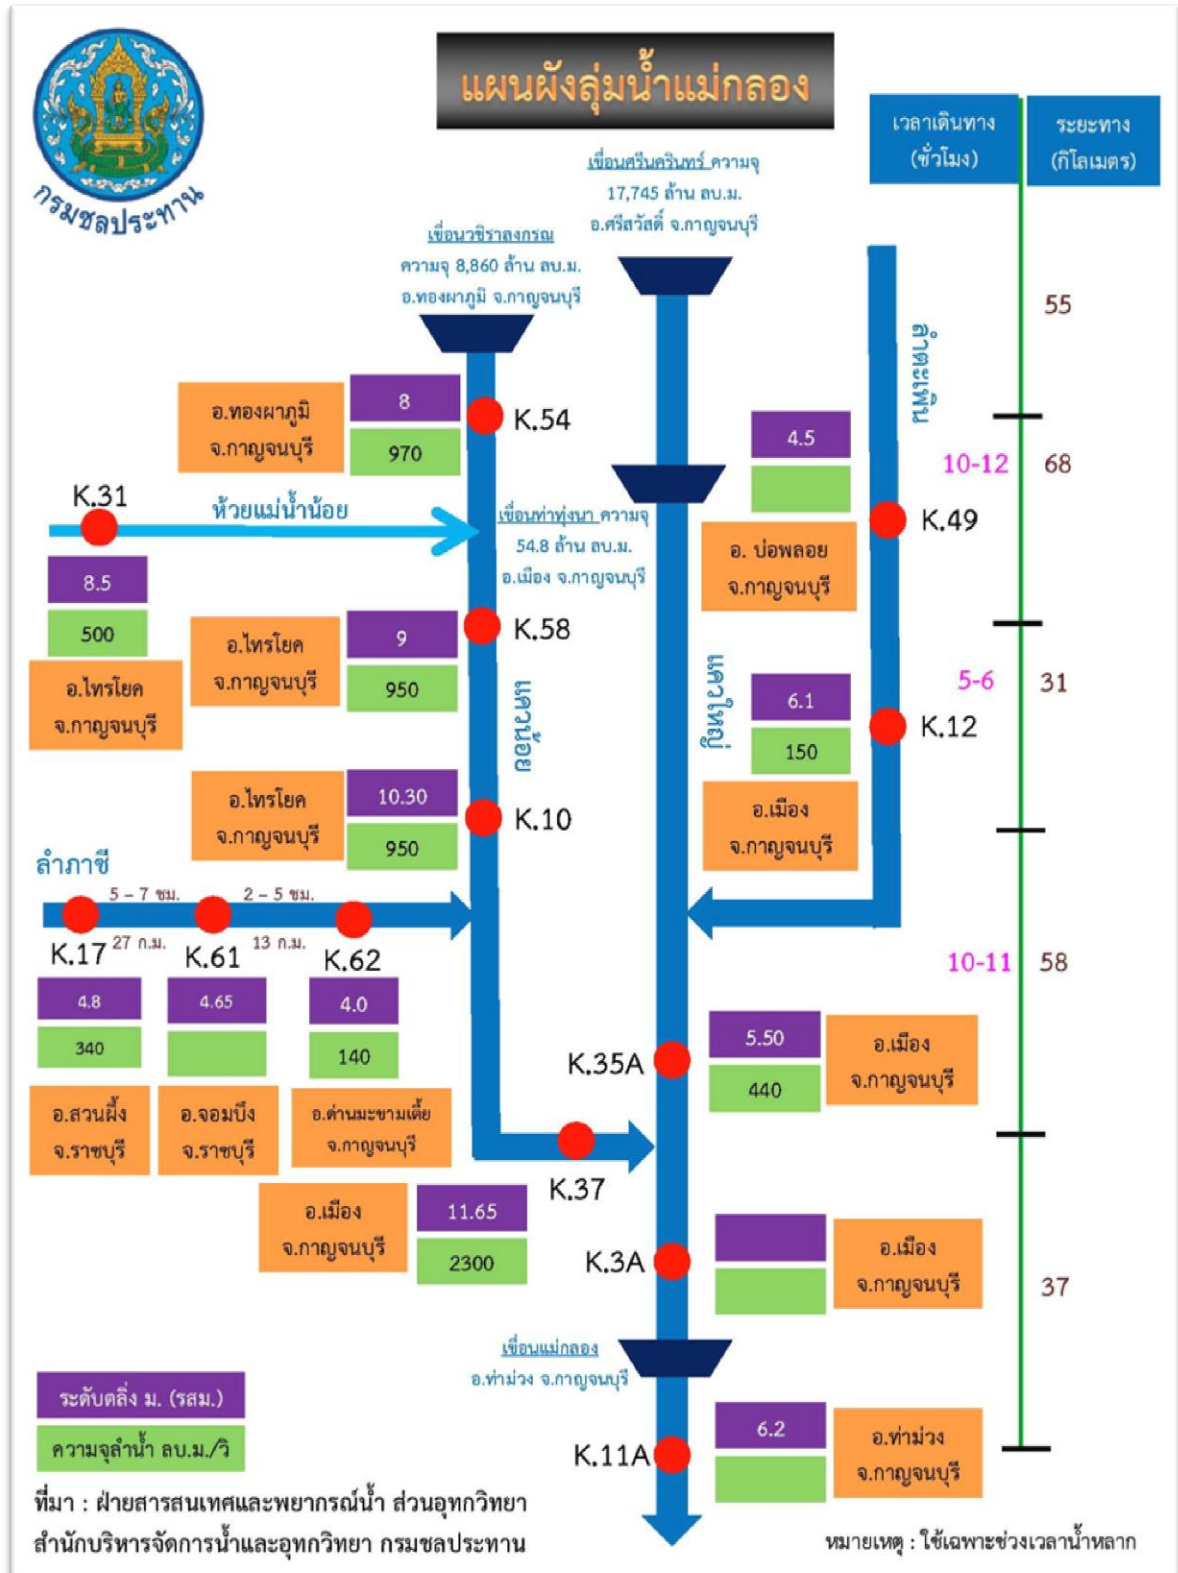 กรมชลประทาน
แผนผังลุ่มน้ำแม่กลอง
เวลาเดินทาง
(ชั่วโมง)
ระยะทาง
(กิโลเมตร)
เขื่อนศรีนครินทร์ ความจุ
17,745 ล้าน ลบ.ม.
อ.ศรีสวัสดิ์ จ.กาญจนบุรี
เขื่อนวชิราลงกรณ
ความจุ 8,860 ล้าน ลบ.ม.
อ.ทองผาภูมิ จ.กาญจนบุรี
55
ลำตะเพิน
อ.ทองผาภูมิ
จ.กาญจนบุรี
8
970
K.54
4.5
10-12
68
K.31
ห้วยแม่น้ำน้อย
เขื่อนท่าทุ่งนา ความจุ
54.8 ล้าน ลบ.ม.
อ.เมือง จ.กาญจนบุรี
K.49
อ. บ่อพลอย
จ.กาญจนบุรี
8.5
500
อ.ไทรโยค
จ.กาญจนบุรี
อ.ไทรโยค
จ.กาญจนบุรี
9
950
K.58
แควน้อย
แควใหญ่
6.1
150
K.12
5-6
31
อ.เมือง
จ.กาญจนบุรี
อ.ไทรโยค
จ.กาญจนบุรี
10.30
950
K.10
ลำภาชี
5 – 7 ชม.
2 – 5 ชม.
27 ก.ม.
13 ก.ม.
K.17
K.61
K.62
10-11
58
4.8
340
4.65
4.0
140
อ.สวนผึ้ง
จ.ราชบุรี
อ.จอมบึง
จ.ราชบุรี
อ.ด่านมะขามเตี้ย
จ.กาญจนบุรี
K.35A
5.50
440
อ.เมือง
จ.กาญจนบุรี
K.37
อ.เมือง
จ.กาญจนบุรี
11.65
2300
K.3A
อ.เมือง
จ.กาญจนบุรี
37
เขื่อนแม่กลอง
อ.ท่าม่วง จ.กาญจนบุรี
K.11A
6.2
อ.ท่าม่วง
จ.กาญจนบุรี
ระดับตลิ่ง ม. (รสม.)
ความจุลำน้ำ ลบ.ม./วิ
ที่มา : ฝ่ายสารสนเทศและพยากรณ์น้ำ ส่วนอุทกวิทยา
สำนักบริหารจัดการน้ำและอุทกวิทยา กรมชลประทาน
หมายเหตุ : ใช้เฉพาะช่วงเวลาน้ำหลาก